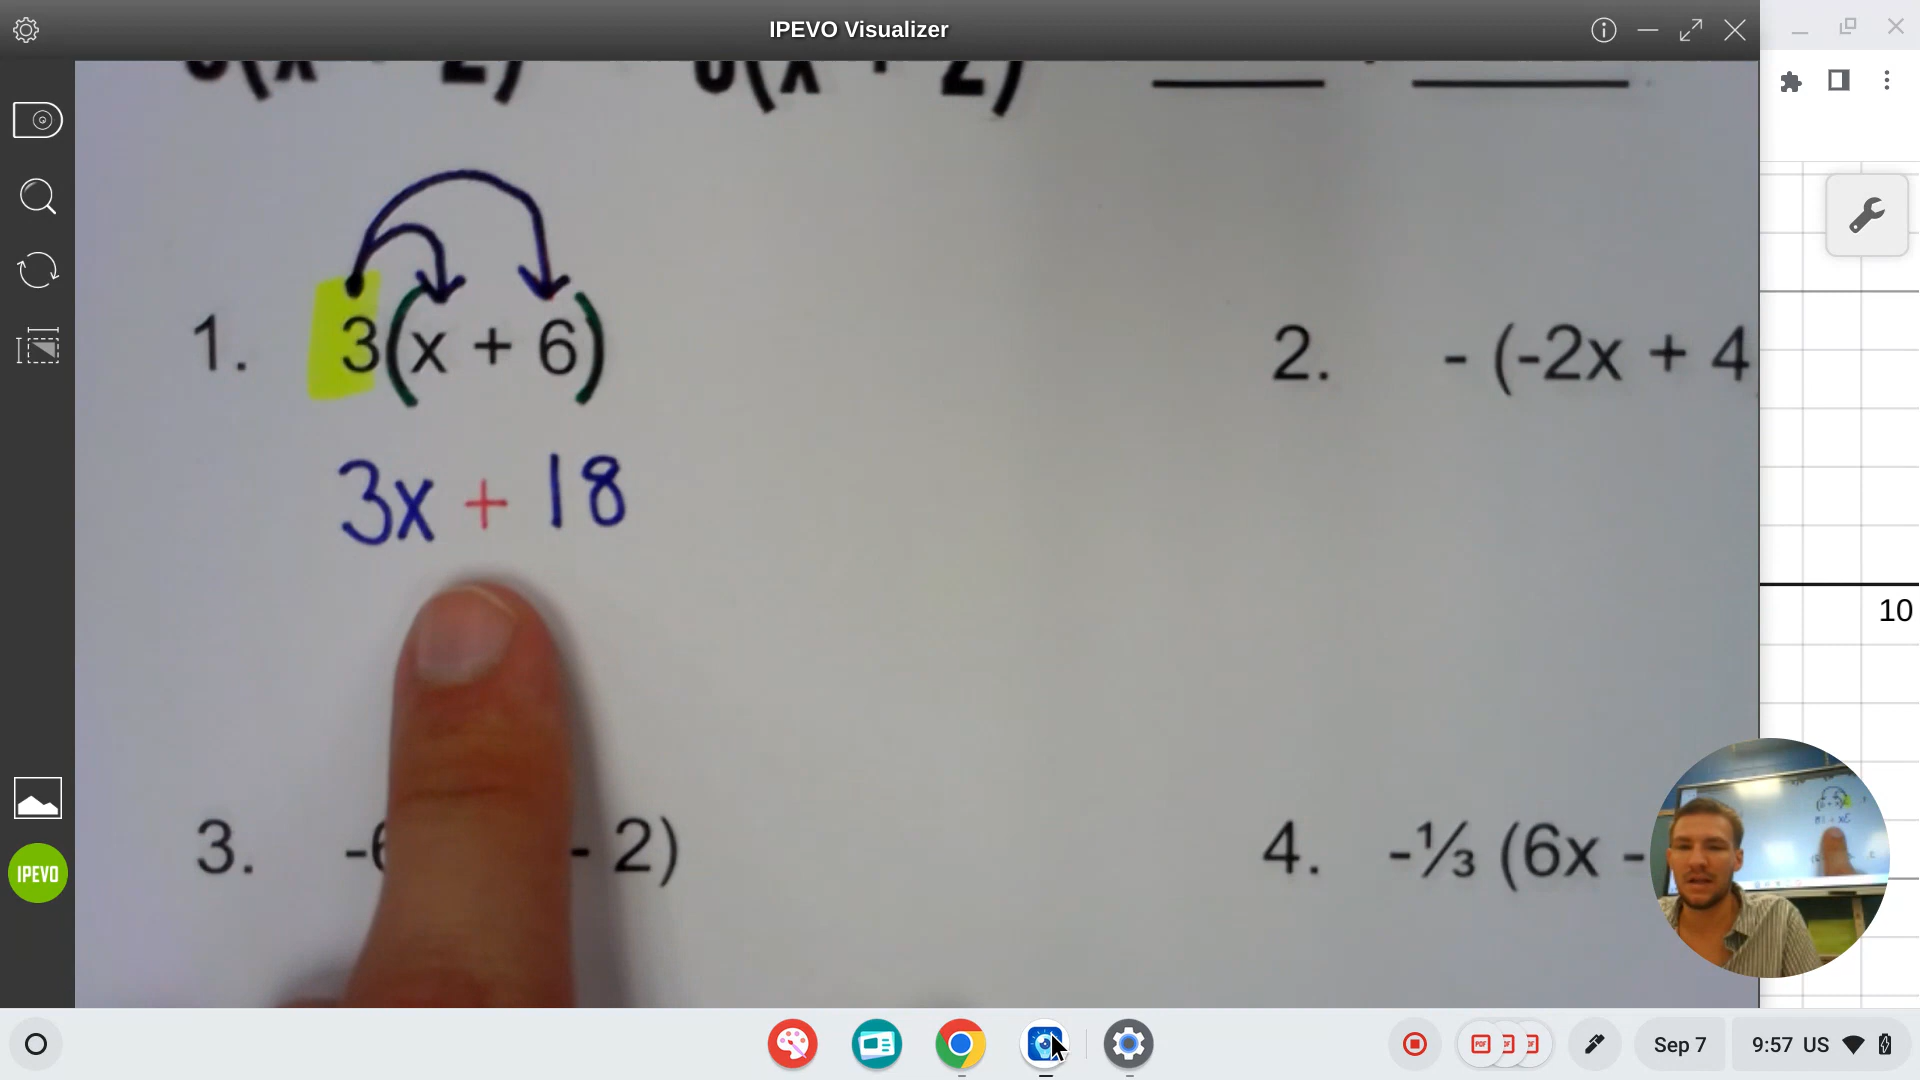 IPEVO Visualizer
1. 3(x + 6)
2. - (-2x + 4
3x + 18
10
3. - 2)
4. -⅓ (6x -
IPEVO
Sep 7
9:57 US